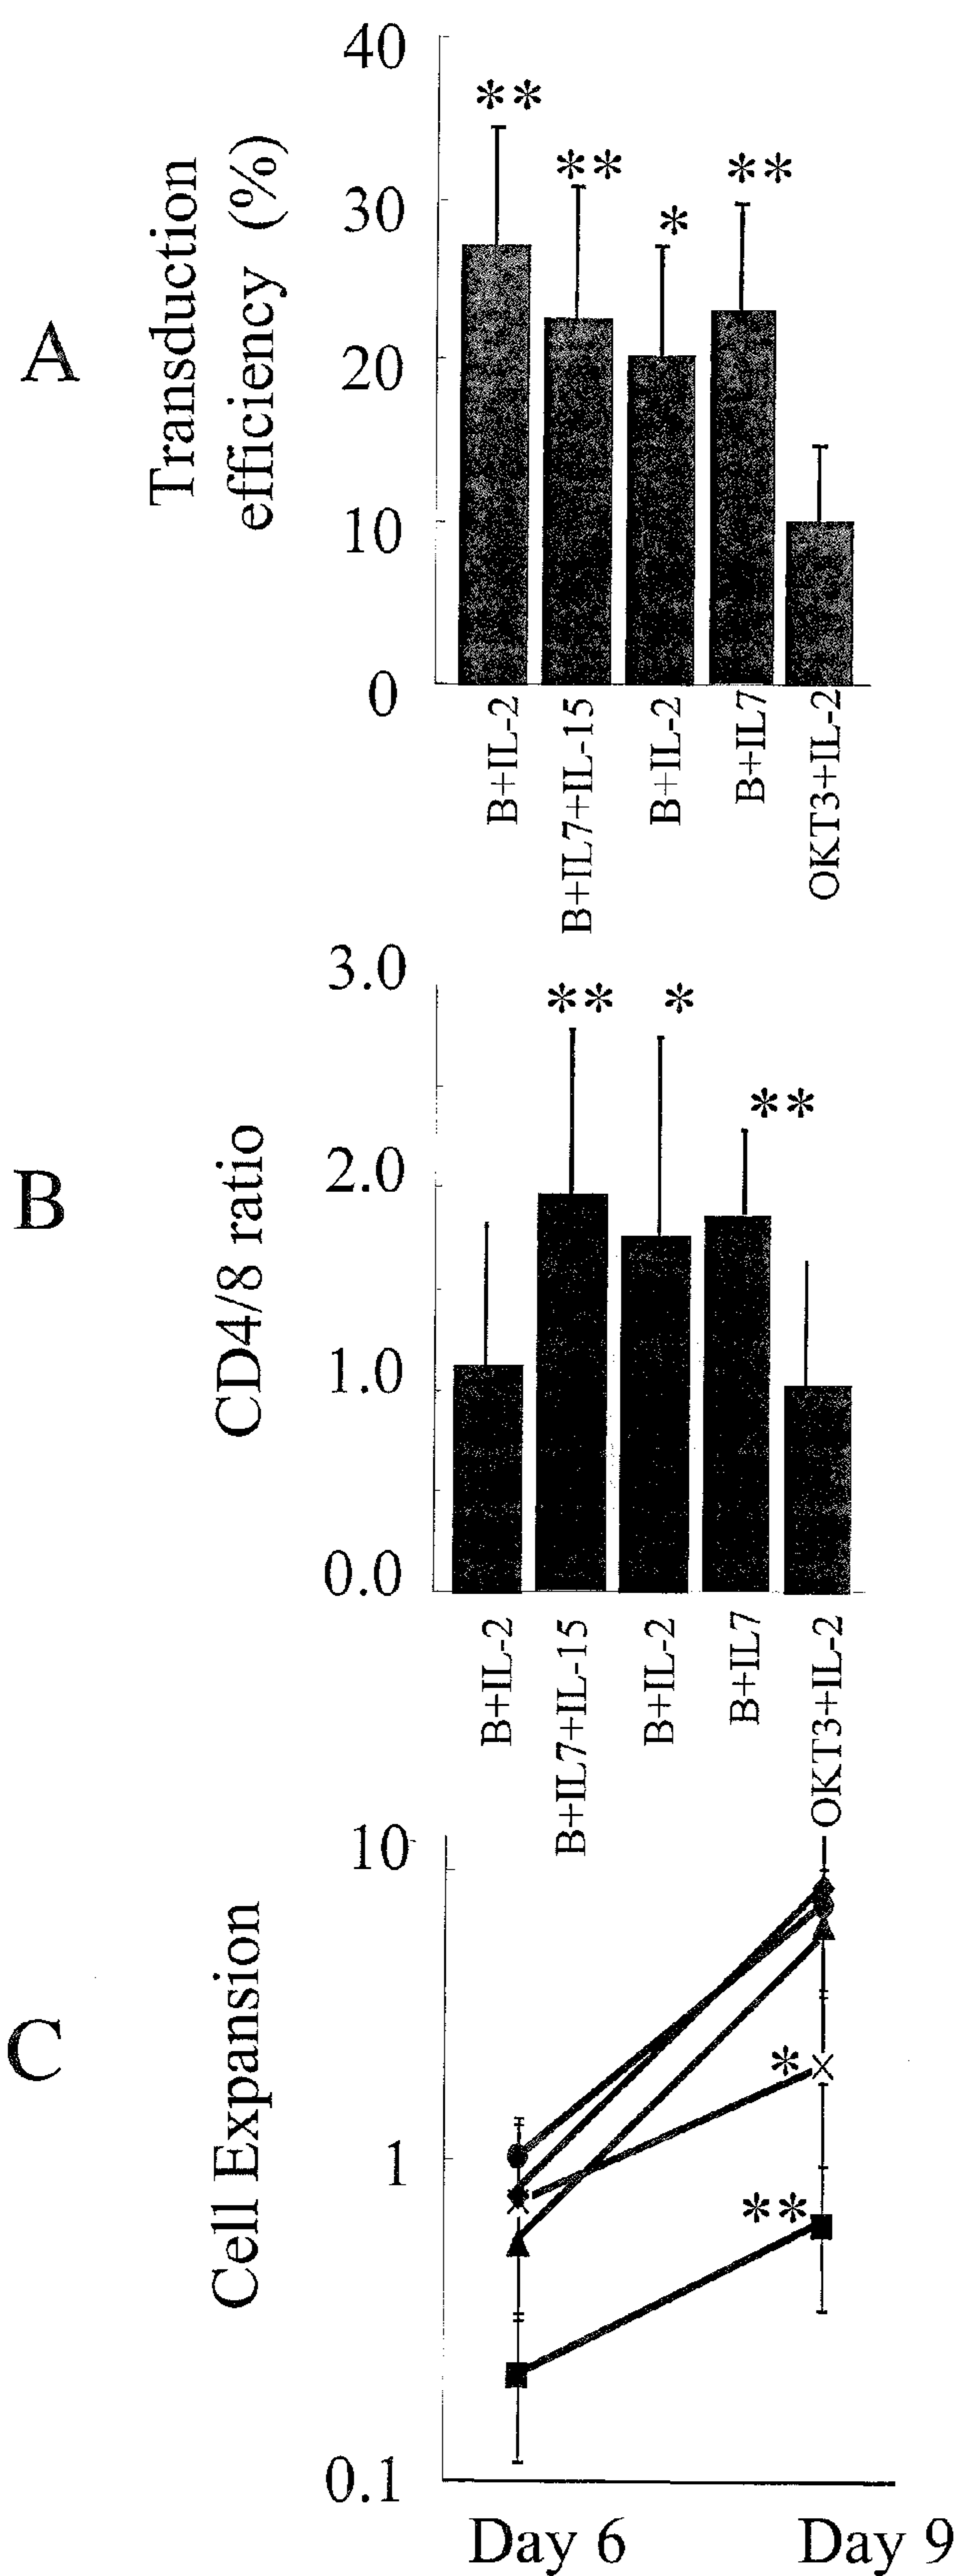 A
Transduction
efficiency (%)
40
30
20
10
0
**
**
*
**
B+IL-2
B+IL7+IL-15
B+IL-2
B+IL7
OKT3+IL-2
B
CD4/8 ratio
3.0
2.0
1.0
0.0
**
*
**
B+IL-2
B+IL7+IL-15
B+IL-2
B+IL7
OKT3+IL-2
C
Cell Expansion
10
1
0.1
*
**
Day 6
Day 9